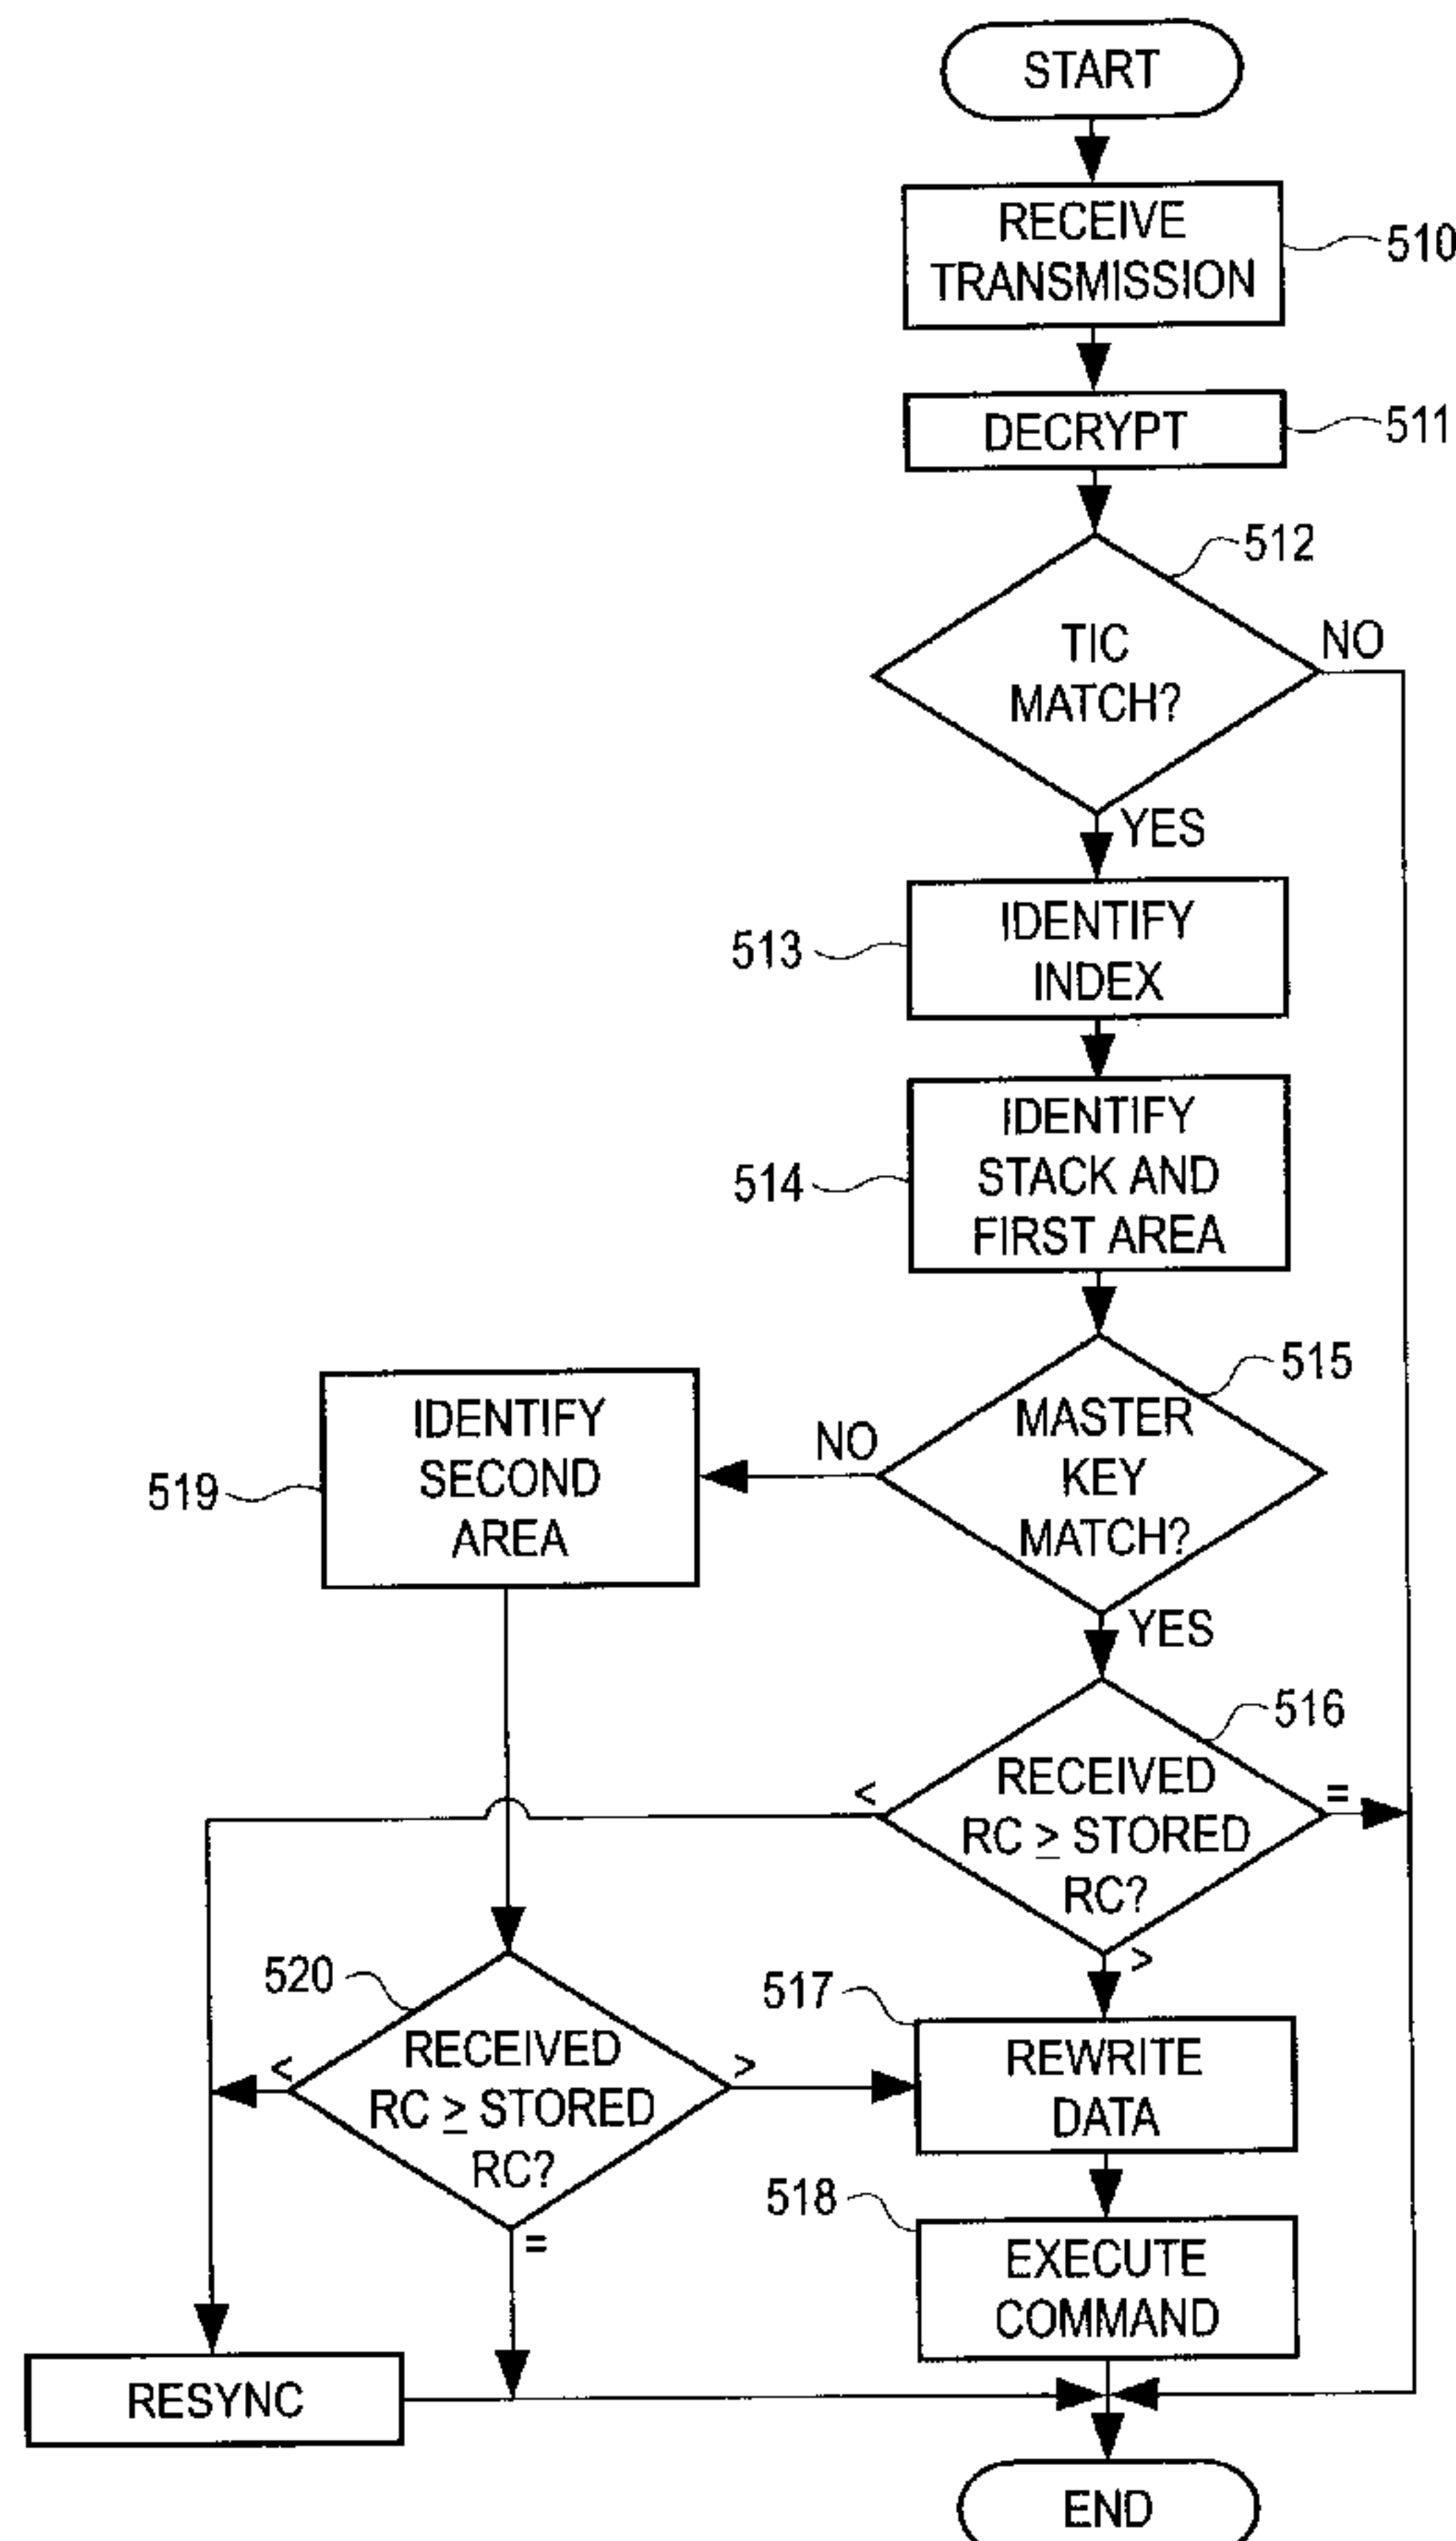 START
RECEIVE
TRANSMISSION
510
DECRYPT
511
512
TIC
MATCH?
NO
YES
513
IDENTIFY
INDEX
514
IDENTIFY
STACK AND
FIRST AREA
515
MASTER
KEY
MATCH?
NO
YES
519
IDENTIFY
SECOND
AREA
516
RECEIVED
RC ≥ STORED
RC?
<
=
>
520
RECEIVED
RC ≥ STORED
RC?
<
>
=
517
REWRITE
DATA
518
EXECUTE
COMMAND
RESYNC
END